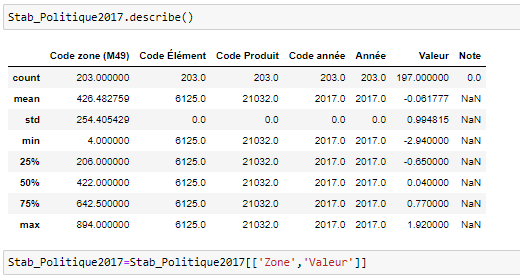 Stab_Politique2017.describe()
Code zone (M49) Code Élément Code Produit Code année Année Valeur Note
count 203.000000 203.0 203.0 203.0 203.0 197.000000 0.0
mean 426.482759 6125.0 21032.0 2017.0 2017.0 -0.061777 NaN
std 254.405429 0.0 0.0 0.0 0.0 0.994815 NaN
min 4.000000 6125.0 21032.0 2017.0 2017.0 -2.940000 NaN
25% 206.000000 6125.0 21032.0 2017.0 2017.0 -0.650000 NaN
50% 422.000000 6125.0 21032.0 2017.0 2017.0 0.040000 NaN
75% 642.500000 6125.0 21032.0 2017.0 2017.0 0.770000 NaN
max 894.000000 6125.0 21032.0 2017.0 2017.0 1.920000 NaN
Stab_Politique2017=Stab_Politique2017[['Zone','Valeur']]